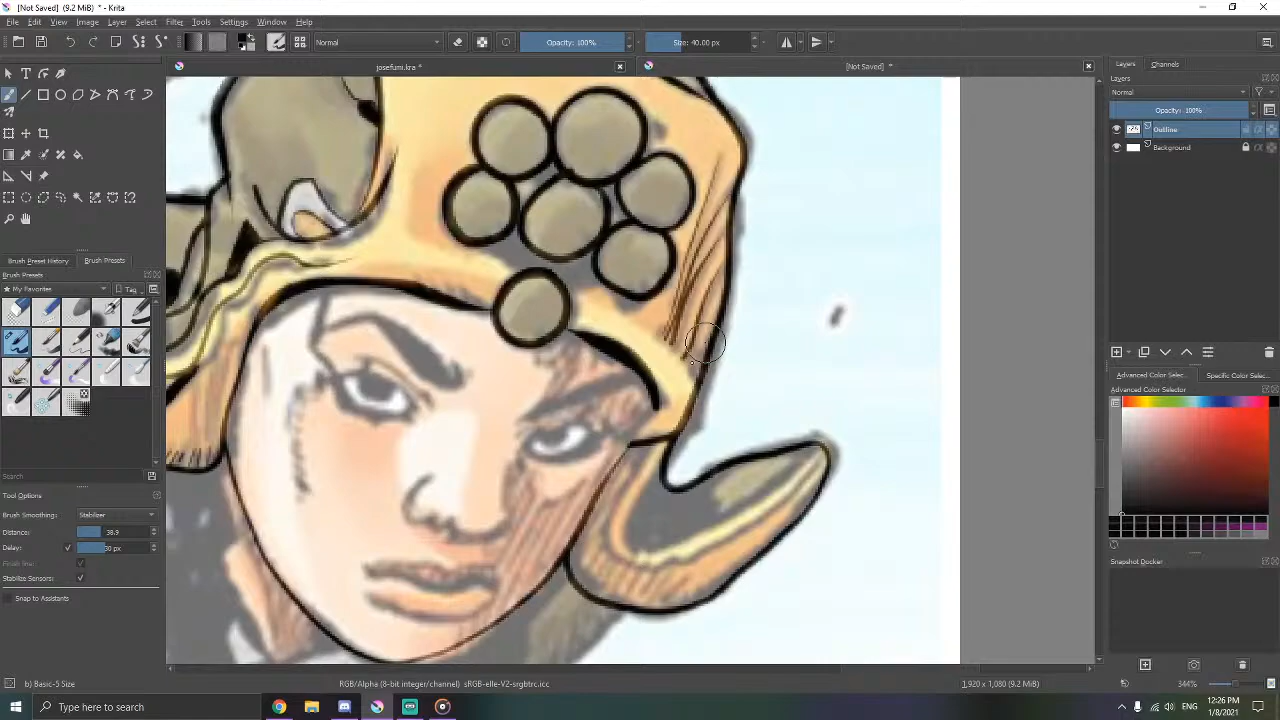 [Not Saved] (9.2 MiB) * - Krita
File Edit View Image Layer Select Filter Tools Settings Window Help
Normal Opacity: 100% Size: 40.00 px
josefumi.kra * [Not Saved] *
Layers Channels
Layers
Normal
Opacity: 100%
Outline
Background
Brush Preset History Brush Presets
Brush Presets
My Favorites Tag
Search
Tool Options
Brush Smoothing: Stabilizer
Distance: 38.9
Delay: 30 px
Finish line:
Stabilize Sensors:
Snap to Assistants
Advanced Color Selec... Specific Color Selec...
Advanced Color Selector
Snapshot Docker
b) Basic-5 Size RGB/Alpha (8-bit integer/channel) sRGB-elle-V2-srgbtrc.icc 1,920 x 1,080 (9.2 MiB) 344%
Type here to search
ENG
12:26 PM
1/8/2021